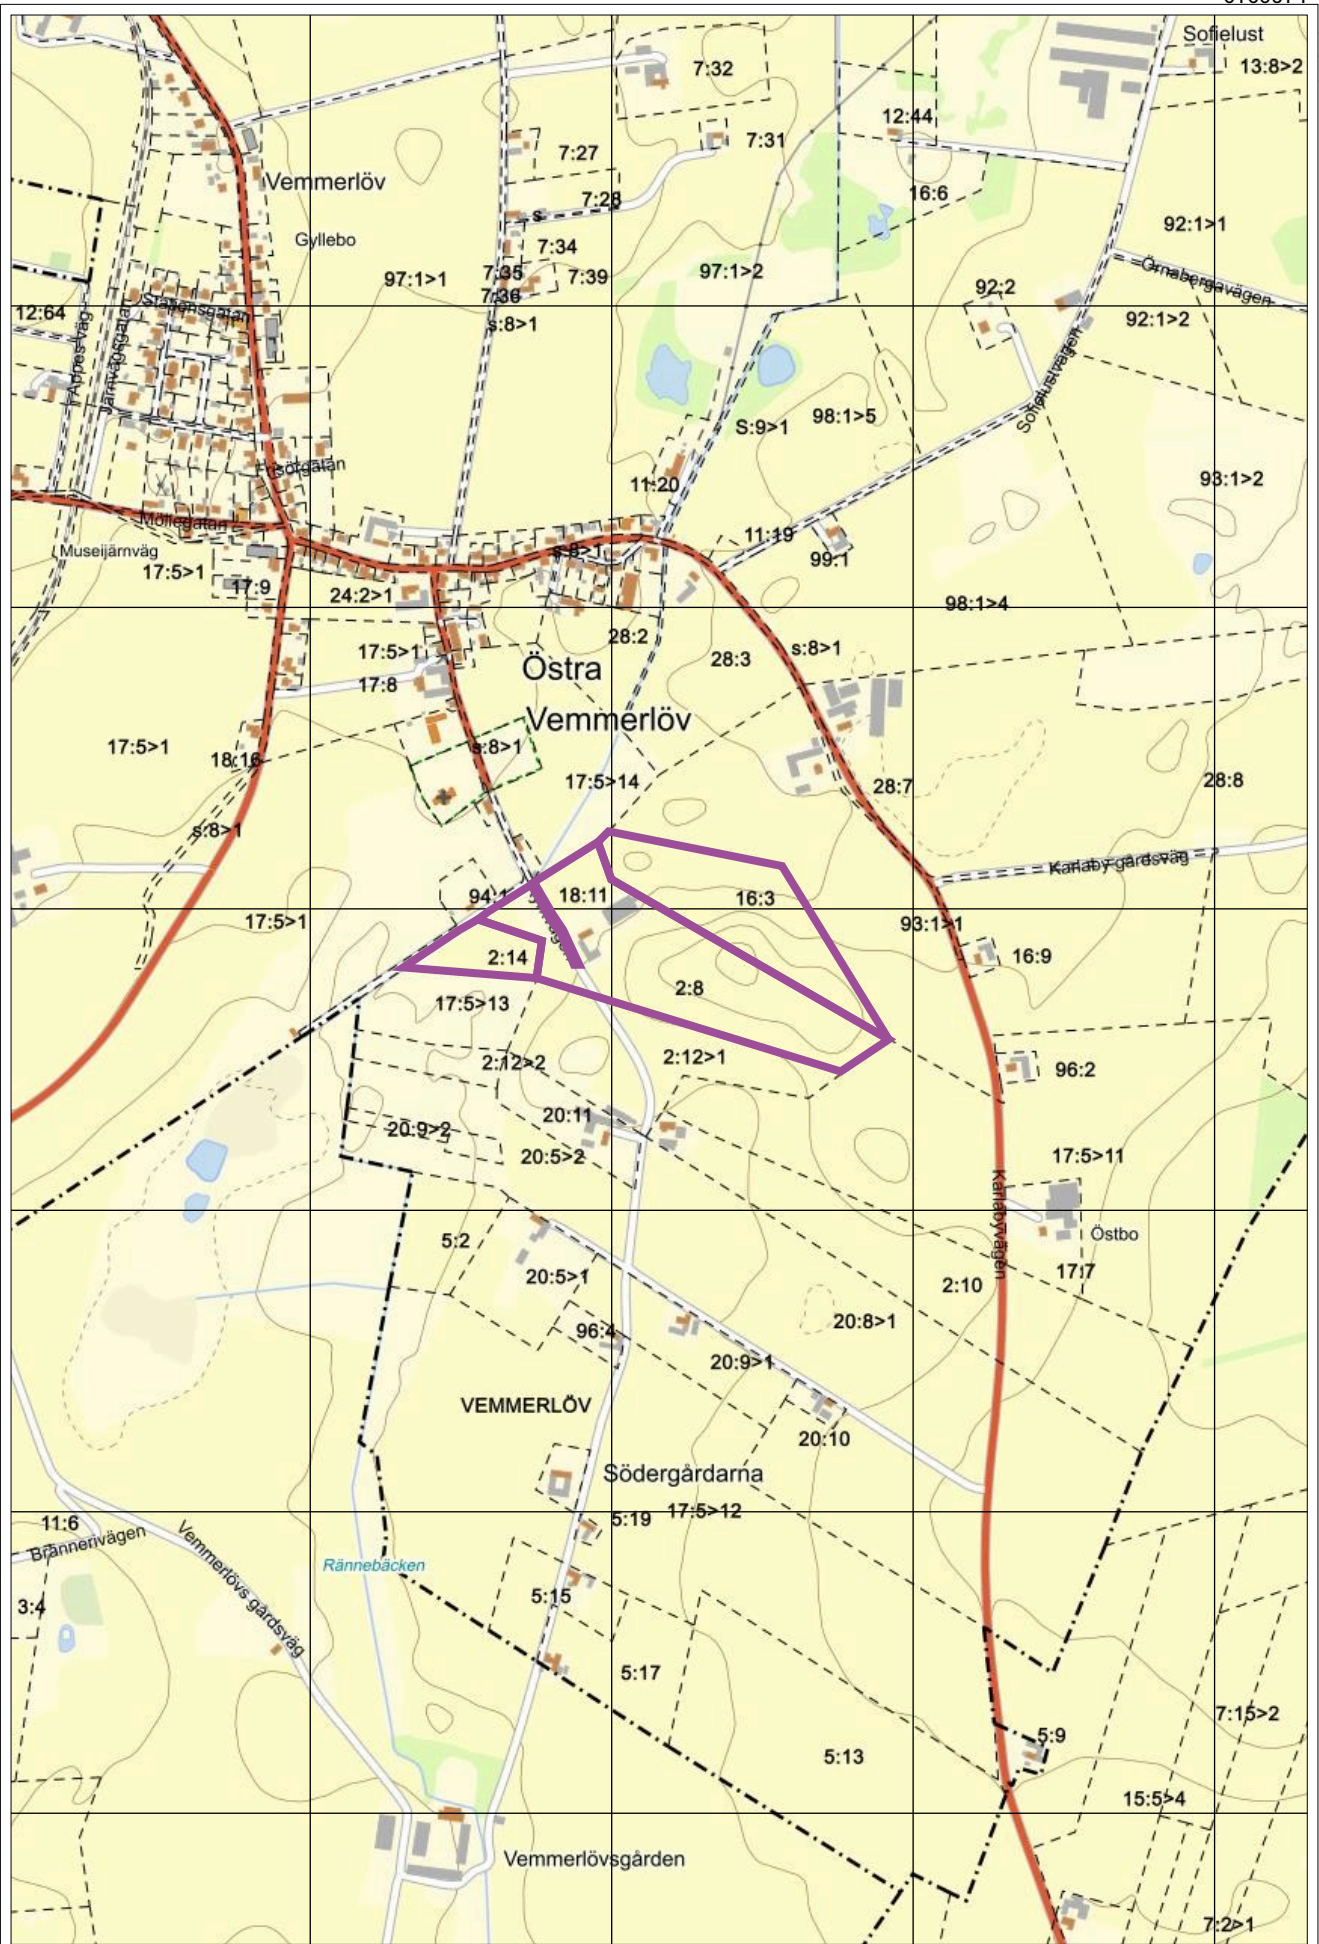 Sofielust
13:8>2
7:32
12:44
7:31
7:27
Vemmerlöv
7:28
16:6
s
92:1>1
Gyllebo
7:34
7:35
7:39
97:1>1
97:1>2
Örnabergavägen
92:2
7:36
Stationsgatan
12:64
s:8>1
92:1>2
Appes väg
Järnvägsgatan
Sofielustvägen
98:1>5
S:9>1
Frisörgatan
11:20
93:1>2
Möllegatan
11:19
Museijärnväg
s:8>1
99:1
17:5>1
17:9
24:2>1
98:1>4
28:2
17:5>1
s:8>1
28:3
Östra
17:8
Vemmerlöv
17:5>1
s:8>1
18:16
17:5>14
28:7
28:8
s:8>1
Karlaby gårdsväg
94:1
18:11
16:3
17:5>1
93:1>1
2:14
16:9
2:8
17:5>13
2:12>2
2:12>1
96:2
20:11
20:9>2
20:5>2
17:5>11
Karlabyvägen
5:2
Östbo
20:5>1
17:7
2:10
96:4
20:8>1
20:9>1
VEMMERLÖV
20:10
Södergårdarna
17:5>12
5:19
11:6
Brännerivägen
Vemmerlövs gårdsväg
Rännebäcken
5:15
3:4
5:17
7:15>2
5:9
5:13
15:5>4
Vemmerlövsgården
7:2>1